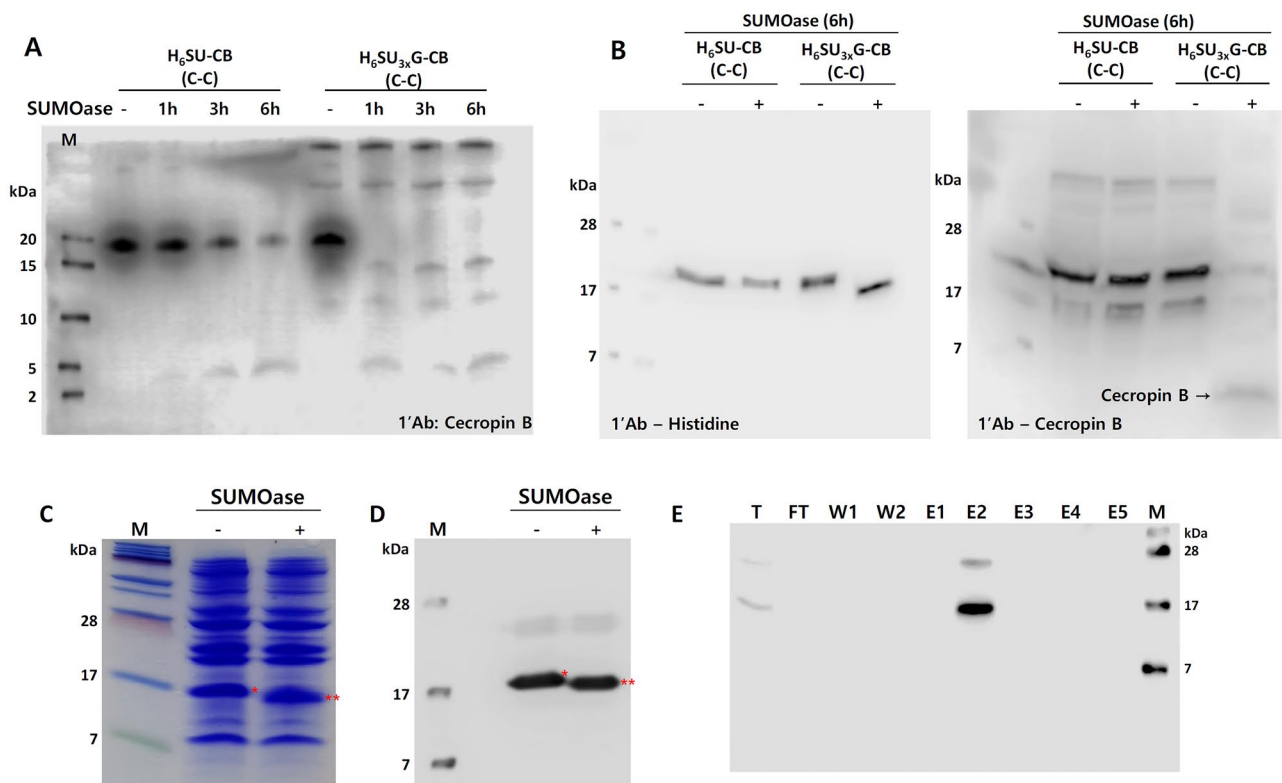 A
H₆SU-CB
(C-C)
H₆SU₃ₓG-CB
(C-C)
SUMOase - 1h 3h 6h - 1h 3h 6h
M
kDa
20
15
10
5
2
1′Ab: Cecropin B
B
SUMOase (6h)
H₆SU-CB
(C-C)
H₆SU₃ₓG-CB
(C-C)
- + - +
kDa
28
17
7
1′Ab – Histidine
SUMOase (6h)
H₆SU-CB
(C-C)
H₆SU₃ₓG-CB
(C-C)
- + - +
kDa
28
17
7
Cecropin B →
1′Ab – Cecropin B
C
SUMOase
M - +
kDa
28
17
*
**
7
D
SUMOase
M - +
kDa
28
*
**
17
7
E
T FT W1 W2 E1 E2 E3 E4 E5 M
kDa
28
17
7